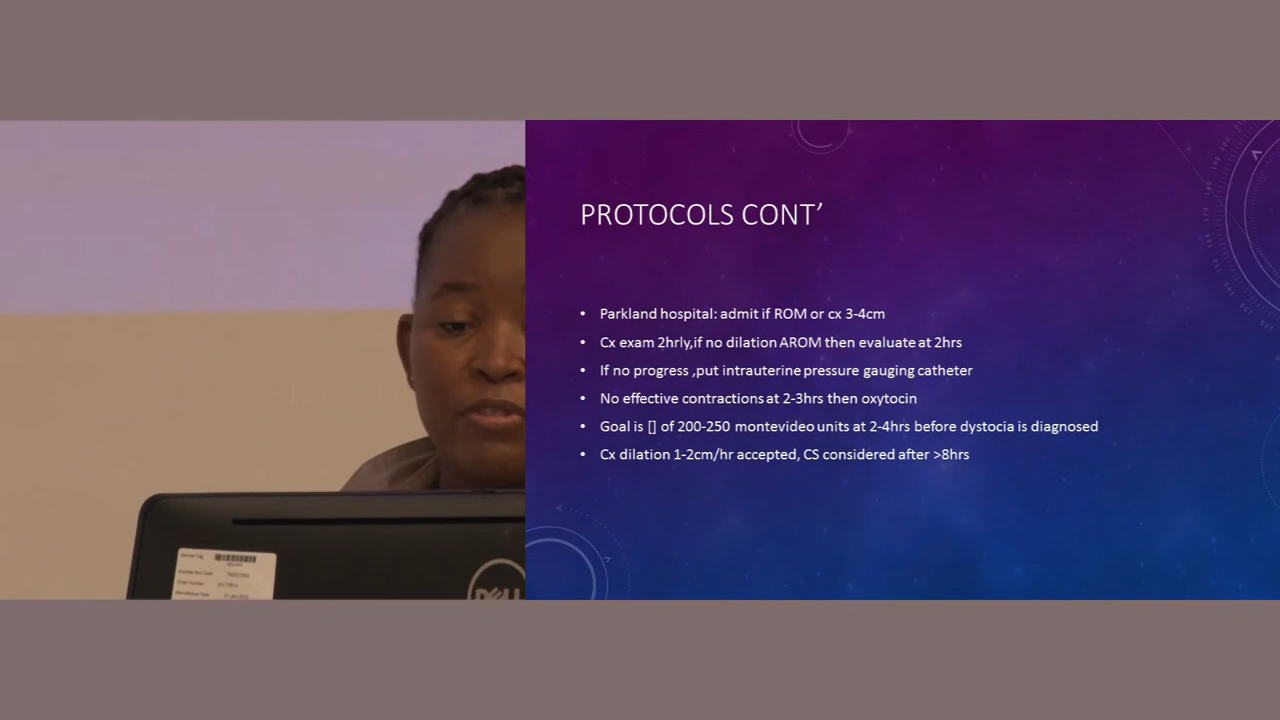 PROTOCOLS CONT’
• Parkland hospital: admit if ROM or cx 3-4cm
• Cx exam 2hrly,if no dilation AROM then evaluate at 2hrs
• If no progress ,put intrauterine pressure gauging catheter
• No effective contractions at 2-3hrs then oxytocin
• Goal is [] of 200-250 montevideo units at 2-4hrs before dystocia is diagnosed
• Cx dilation 1-2cm/hr accepted, CS considered after >8hrs
Service Tag
DELL